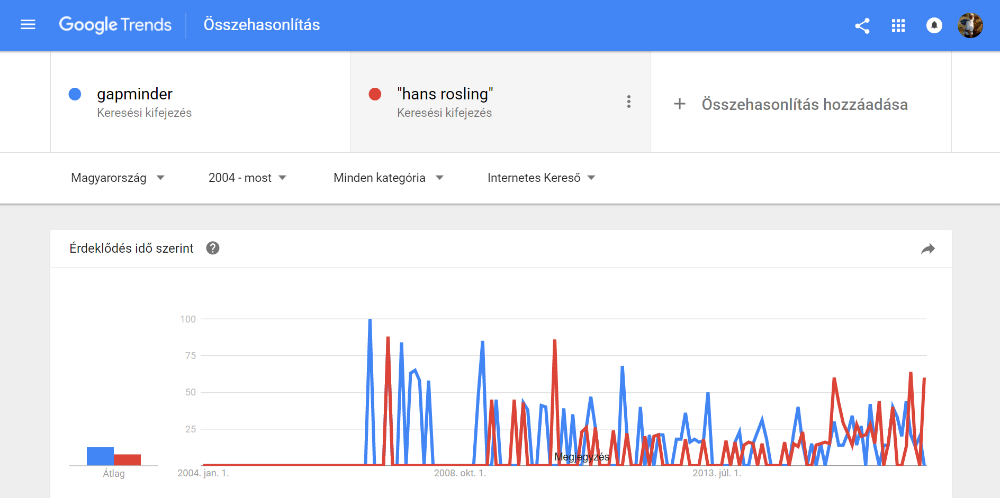 Google Trends
Összehasonlítás
gapminder
Keresési kifejezés
"hans rosling"
Keresési kifejezés
+ Összehasonlítás hozzáadása
Magyarország
2004 - most
Minden kategória
Internetes Kereső
Érdeklődés idő szerint ?
100
75
50
25
Megjegyzés
Átlag
2004. jan. 1.
2008. okt. 1.
2013. júl. 1.